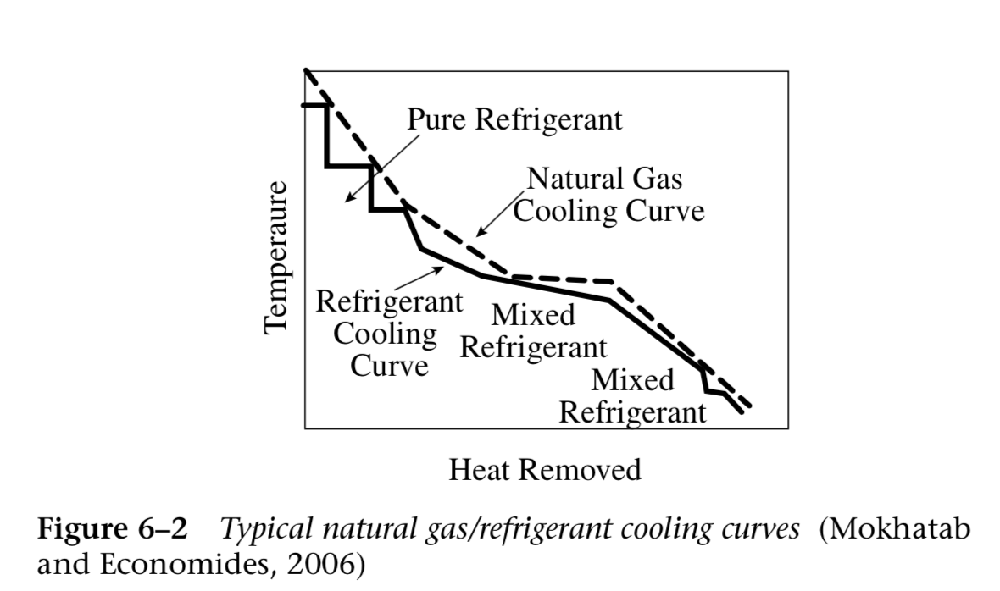 Pure Refrigerant
Natural Gas
Cooling Curve
Temperaure
Refrigerant
Cooling
Curve
Mixed
Refrigerant
Mixed
Refrigerant
Heat Removed
Figure 6–2 Typical natural gas/refrigerant cooling curves (Mokhatab
and Economides, 2006)